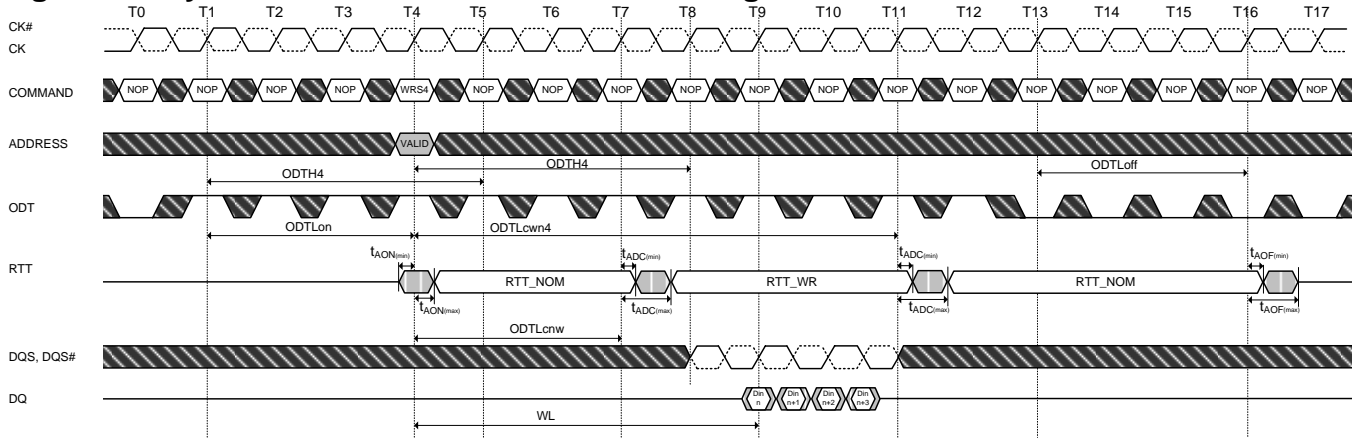 T0 T1 T2 T3 T4 T5 T6 T7 T8 T10 T11 T12 T13 T14 T15 T16 T17
CK#
CK
COMMAND NOP NOP NOP NOP WRS4 NOP NOP NOP NOP NOP NOP NOP NOP NOP NOP NOP NOP NOP
ADDRESS VALID
ODTH4 ODTLoff
ODTH4
ODT
ODTLon ODTLcwn4
tAON(min) tADC(min) tADC(min) tAOF(min)
RTT RTT_NOM RTT_WR RTT_NOM
tAON(max) tADC(max) tADC(max) tAOF(max)
ODTLcnw
DQS, DQS#
DQ Din n Din n+1 Din n+2 Din n+3
WL